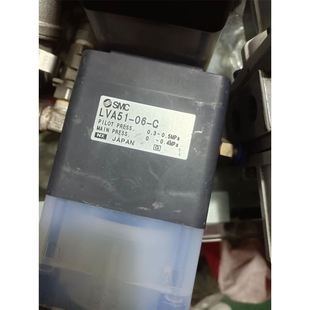 SMC
LVA51-06-C
PILOT PRESS. 0.3-0.5MPa
MAIN PRESS. 0 -0.4MPa
JAPAN